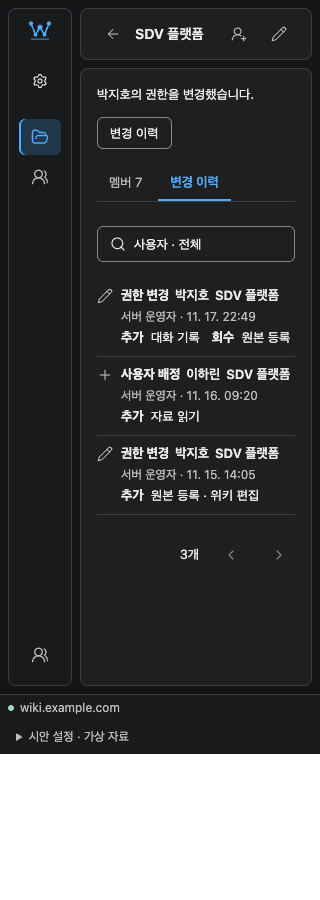 SDV 플랫폼
박지호의 권한을 변경했습니다.
변경 이력
멤버 7 변경 이력
사용자 · 전체
권한 변경 박지호 SDV 플랫폼
서버 운영자 · 11. 17. 22:49
추가 대화 기록 회수 원본 등록
사용자 배정 이하린 SDV 플랫폼
서버 운영자 · 11. 16. 09:20
추가 자료 읽기
권한 변경 박지호 SDV 플랫폼
서버 운영자 · 11. 15. 14:05
추가 원본 등록 · 위키 편집
3개
wiki.example.com
시안 설정 · 가상 자료